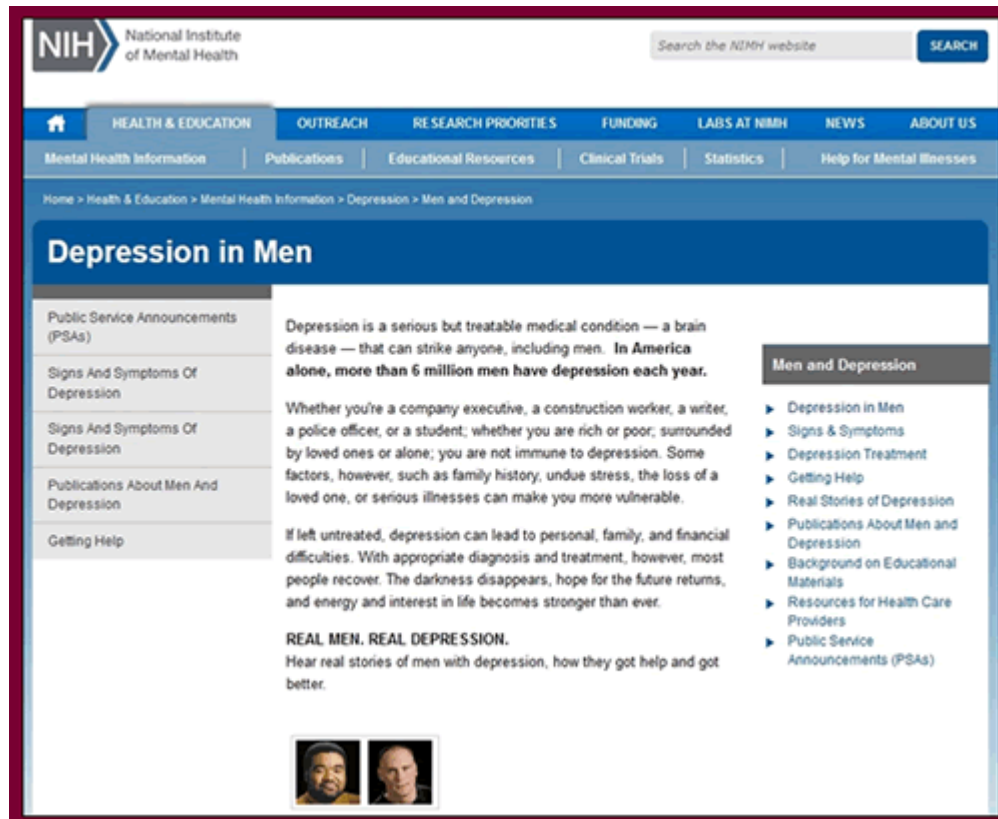 NIH
National Institute
of Mental Health
Search the NIMH website
SEARCH
HEALTH & EDUCATION
OUTREACH
RESEARCH PRIORITIES
FUNDING
LABS AT NIMH
NEWS
ABOUT US
Mental Health Information
Publications
Educational Resources
Clinical Trials
Statistics
Help for Mental Illnesses
Home > Health & Education > Mental Health Information > Depression > Men and Depression
Depression in Men
Public Service Announcements
(PSAs)
Signs And Symptoms Of
Depression
Signs And Symptoms Of
Depression
Publications About Men And
Depression
Getting Help
Depression is a serious but treatable medical condition — a brain
disease — that can strike anyone, including men. In America
alone, more than 6 million men have depression each year.
Whether you're a company executive, a construction worker, a writer,
a police officer, or a student; whether you are rich or poor; surrounded
by loved ones or alone; you are not immune to depression. Some
factors, however, such as family history, undue stress, the loss of a
loved one, or serious illnesses can make you more vulnerable.
If left untreated, depression can lead to personal, family, and financial
difficulties. With appropriate diagnosis and treatment, however, most
people recover. The darkness disappears, hope for the future returns,
and energy and interest in life becomes stronger than ever.
REAL MEN. REAL DEPRESSION.
Hear real stories of men with depression, how they got help and got
better.
Men and Depression
Depression in Men
Signs & Symptoms
Depression Treatment
Getting Help
Real Stories of Depression
Publications About Men and
Depression
Background on Educational
Materials
Resources for Health Care
Providers
Public Service
Announcements (PSAs)